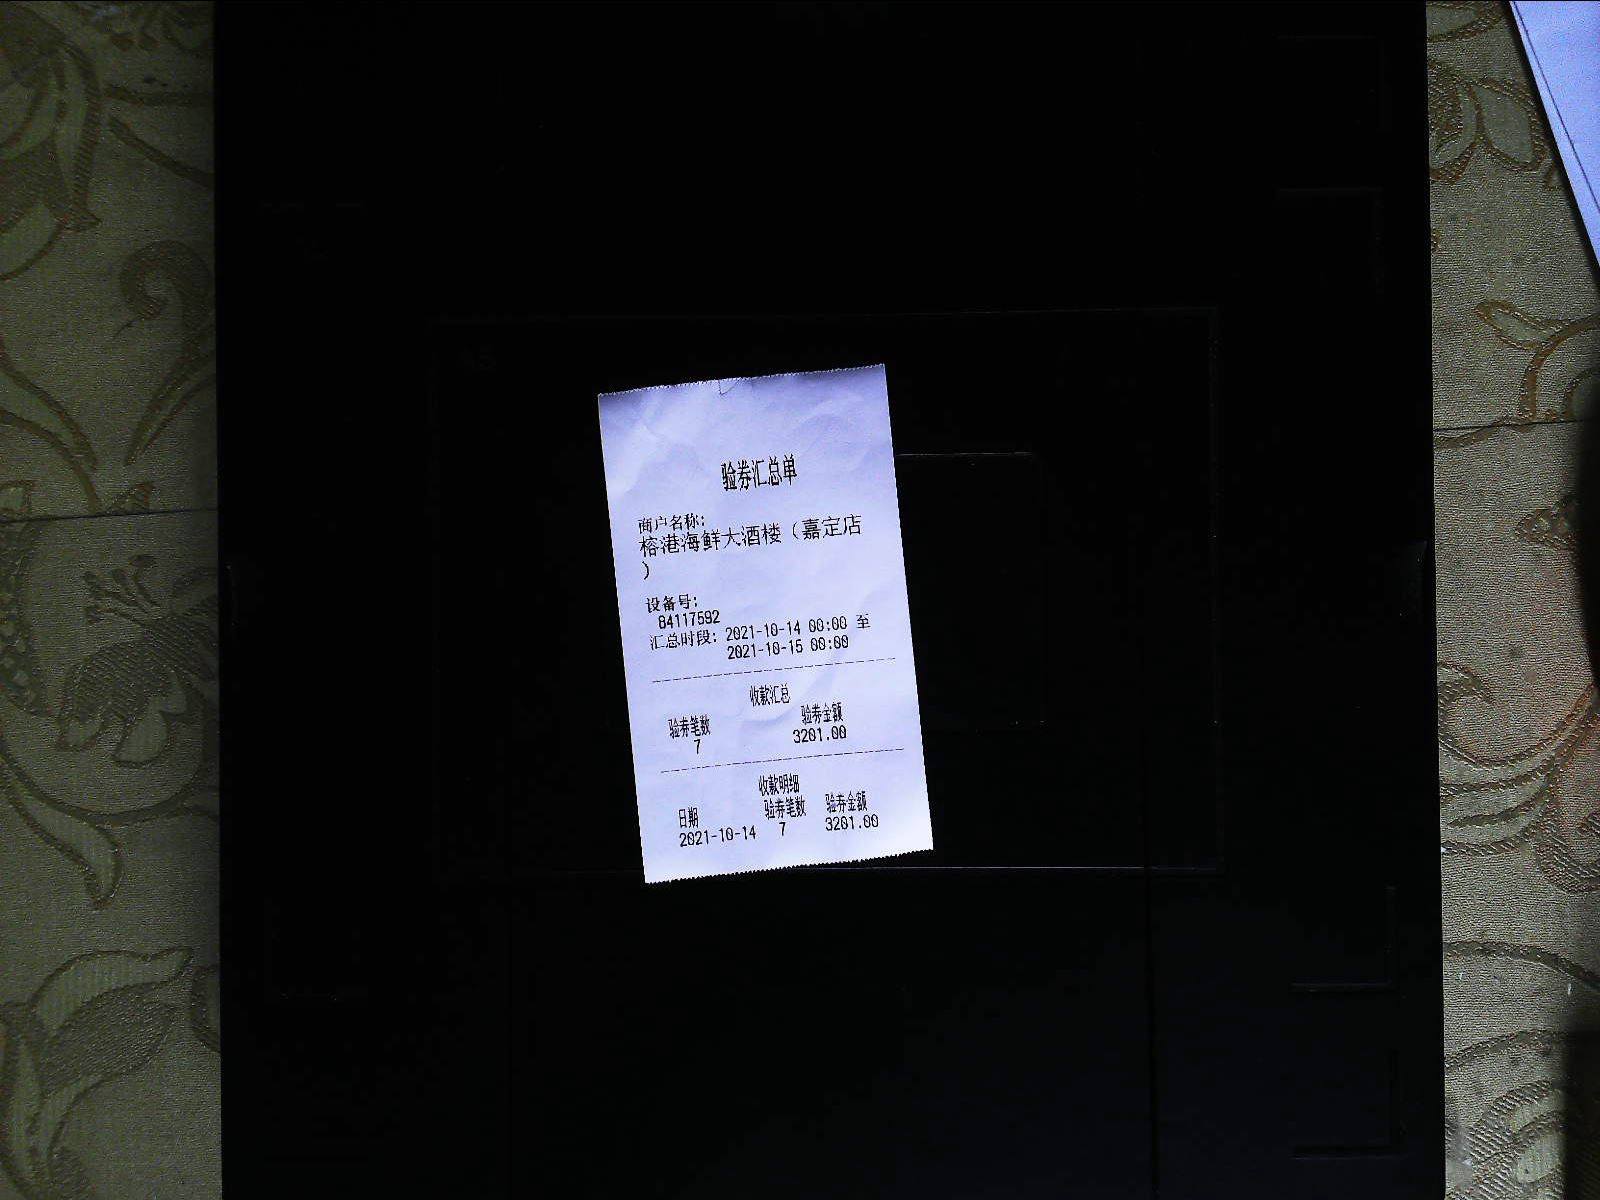 验券汇总单
商户名称:
榕港海鲜大酒楼（嘉定店
）
设备号:
84117592
汇总时段: 2021-10-14 00:00 至
2021-10-15 00:00
收款汇总
验券笔数 验券金额
7 3201.00
收款明细
日期 验券笔数 验券金额
2021-10-14 7 3201.00